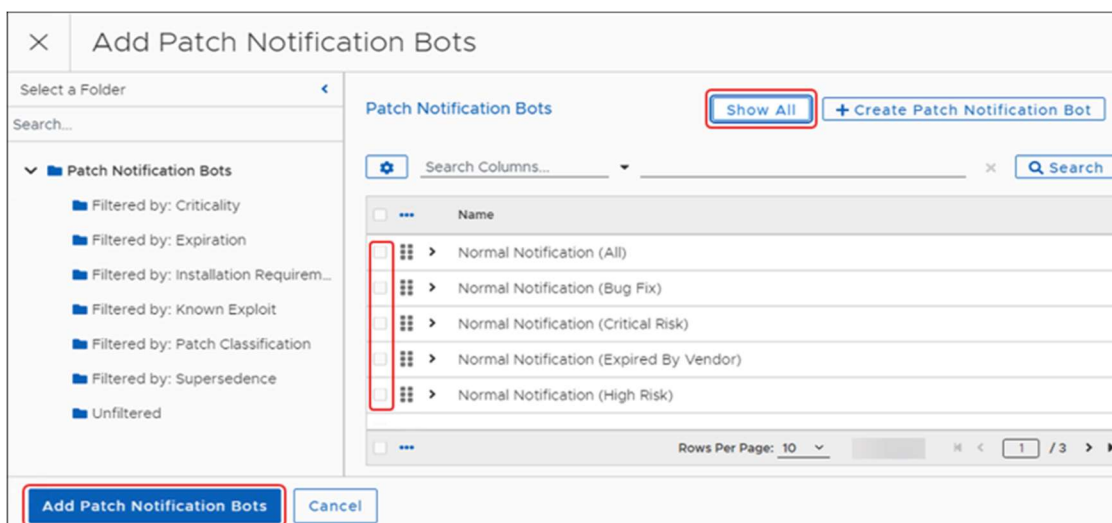 Add Patch Notification Bots
Select a Folder
Search...
Patch Notification Bots
Filtered by: Criticality
Filtered by: Expiration
Filtered by: Installation Requirem...
Filtered by: Known Exploit
Filtered by: Patch Classification
Filtered by: Supersedence
Unfiltered
Patch Notification Bots
Show All
+ Create Patch Notification Bot
Search Columns...
Search
Name
Normal Notification (All)
Normal Notification (Bug Fix)
Normal Notification (Critical Risk)
Normal Notification (Expired By Vendor)
Normal Notification (High Risk)
Rows Per Page: 10
1 / 3
Add Patch Notification Bots
Cancel